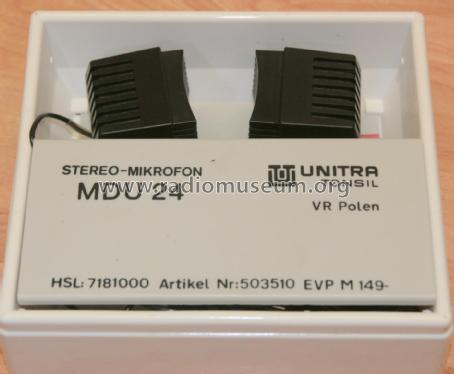 STEREO-MIKROFON
MDU 24
UNITRA
TONSIL
VR Polen
www.radiomuseum.org
HSL: 7181000 Artikel Nr:503510 EVP M 149-